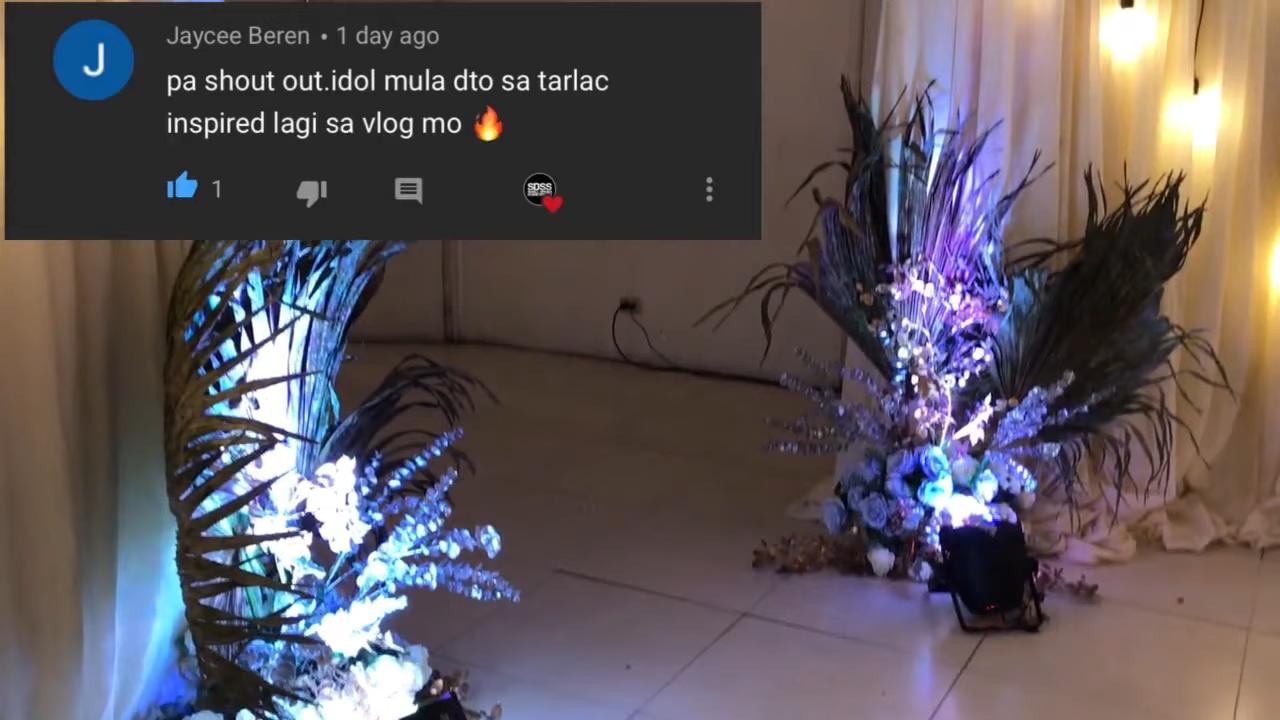 Jaycee Beren • 1 day ago
J
pa shout out.idol mula dto sa tarlac
inspired lagi sa vlog mo 🔥
1
SDSS